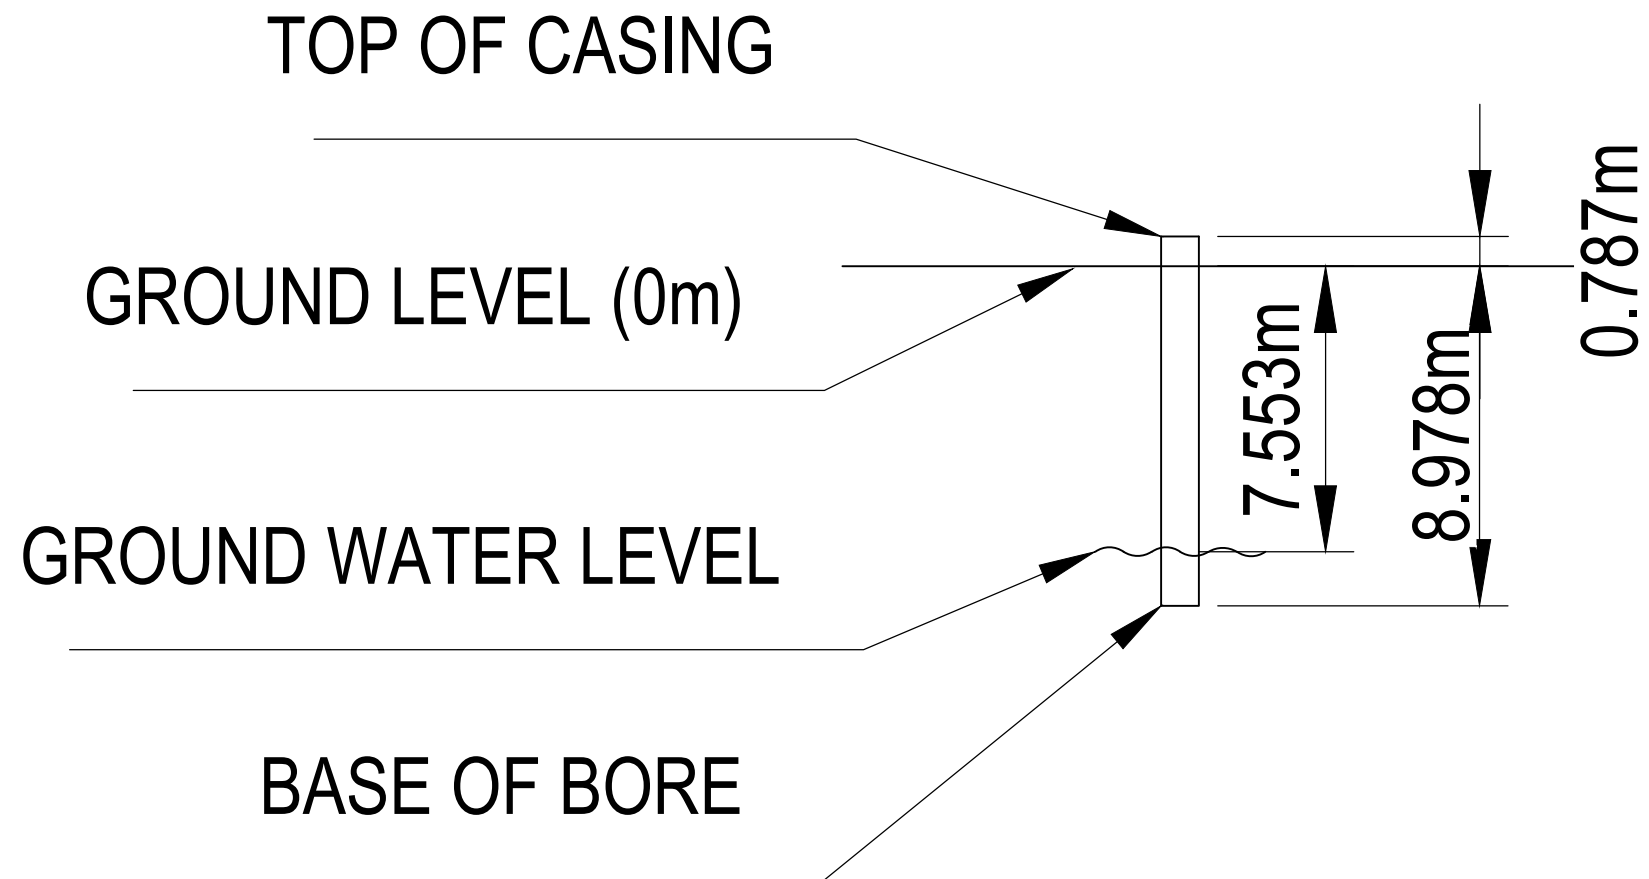 TOP OF CASING
GROUND LEVEL (0m)
GROUND WATER LEVEL
BASE OF BORE
7.553m
8.978m
0.787m